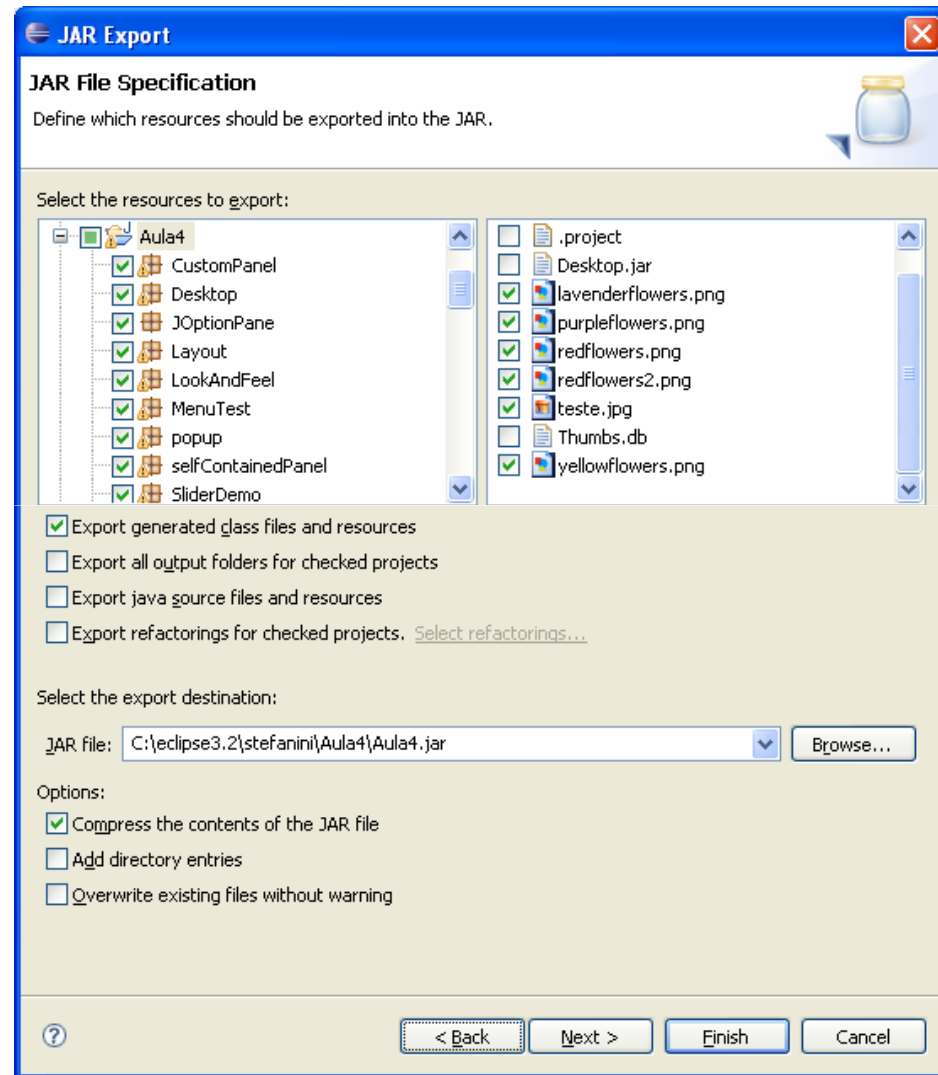 JAR Export
JAR File Specification
Define which resources should be exported into the JAR.
Select the resources to export:
Aula4
CustomPanel
Desktop
JOptionPane
Layout
LookAndFeel
MenuTest
popup
selfContainedPanel
SliderDemo
.project
Desktop.jar
lavenderflowers.png
purpleflowers.png
redflowers.png
redflowers2.png
teste.jpg
Thumbs.db
yellowflowers.png
Export generated class files and resources
Export all output folders for checked projects
Export java source files and resources
Export refactorings for checked projects. Select refactorings...
Select the export destination:
JAR file: C:\eclipse3.2\stefanini\Aula4\Aula4.jar Browse...
Options:
Compress the contents of the JAR file
Add directory entries
Overwrite existing files without warning
? < Back Next > Finish Cancel